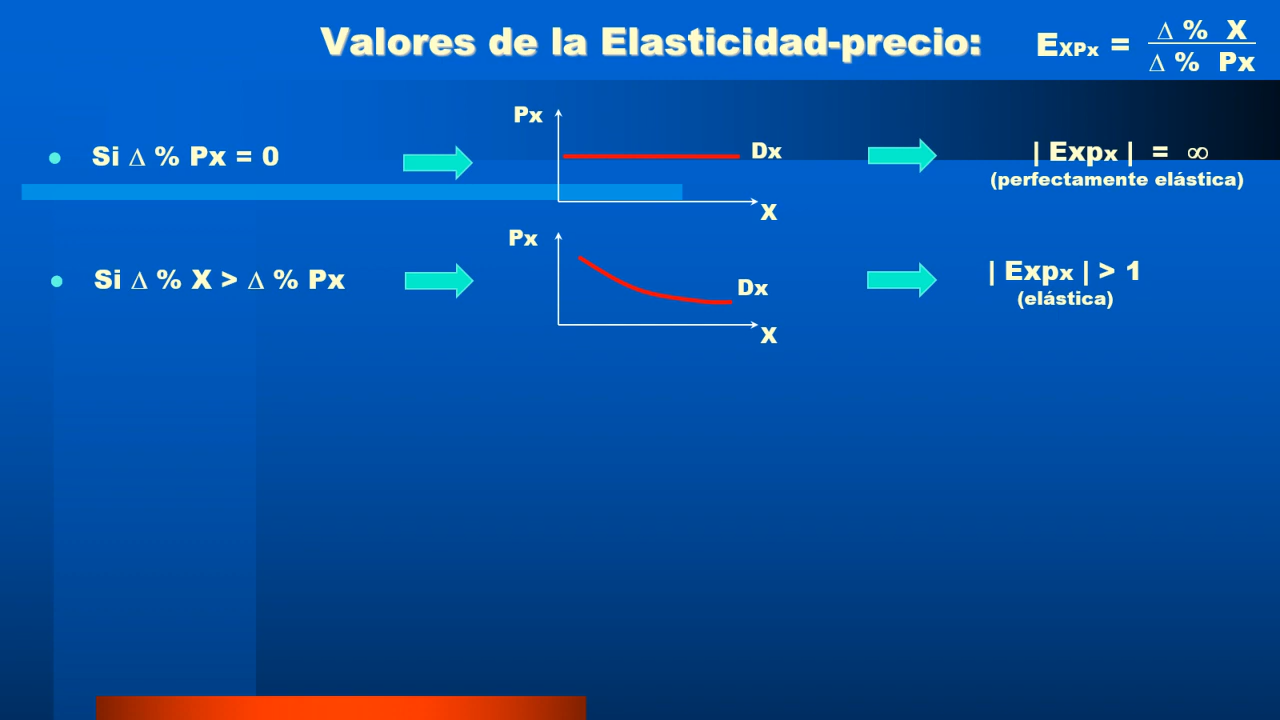 Valores de la Elasticidad-precio:
EXPx = ∆ % X
∆ % Px
Si ∆ % Px = 0
Px
Dx
X
| Expx | = ∞
(perfectamente elástica)
Si ∆ % X > ∆ % Px
Px
Dx
X
| Expx | > 1
(elástica)